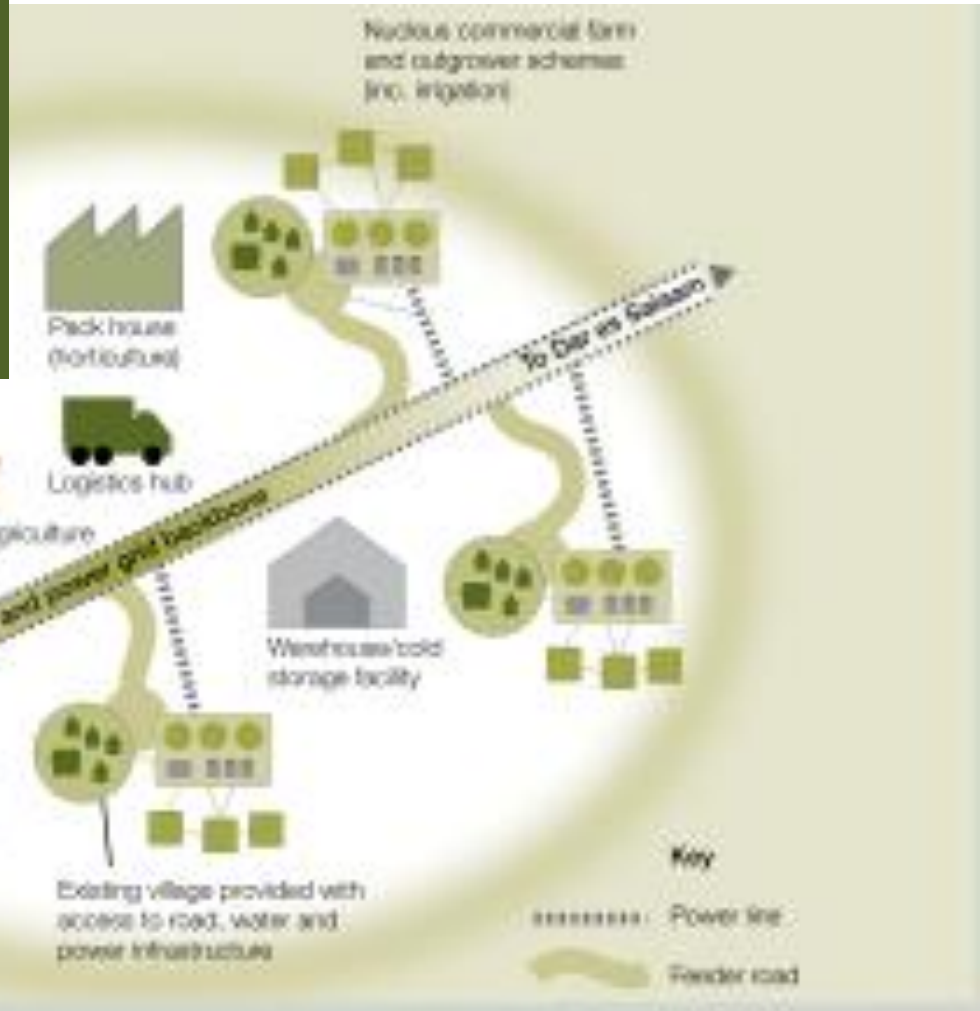 Nucleus commercial farm
and outgrower schemes
(inc. irrigation)
Pack house
(horticulture)
To Dar es Salaam
Logistics hub
and power grid backbone
Warehouse/cold
storage facility
Existing village provided with
access to road, water and
power infrastructure
Key
Power line
Feeder road